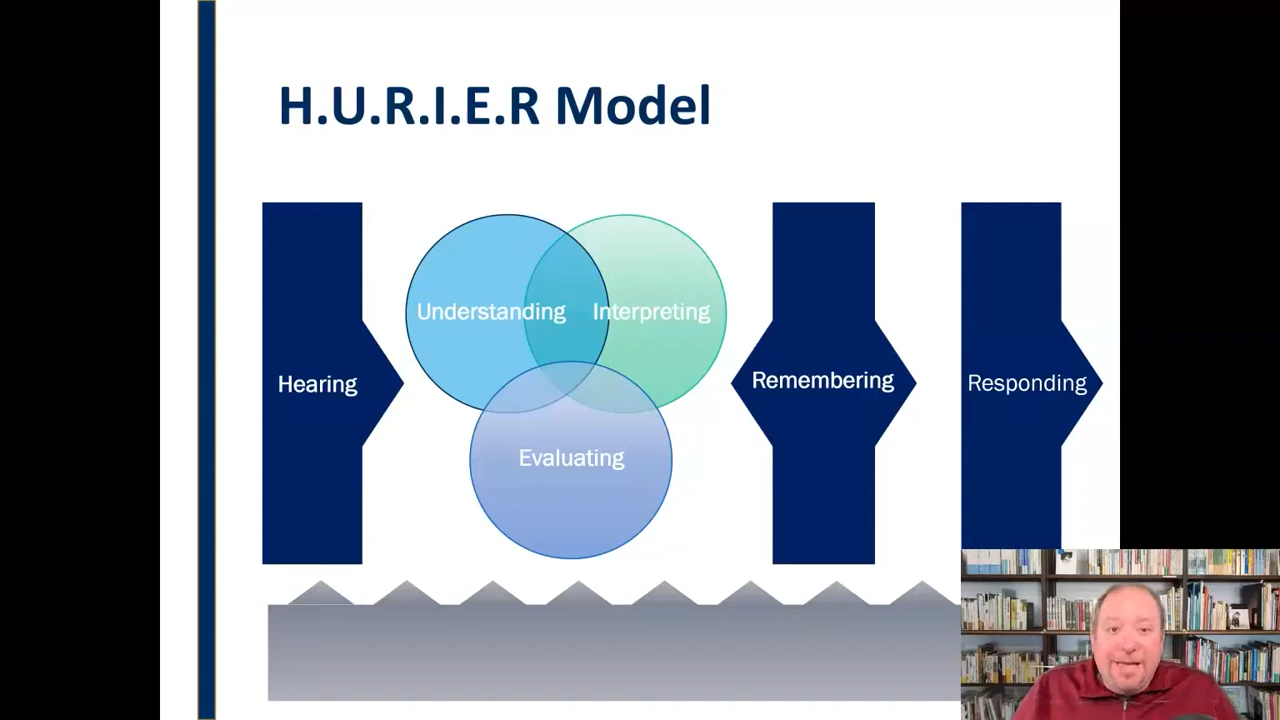 H.U.R.I.E.R Model
Understanding
Interpreting
Hearing
Remembering
Responding
Evaluating